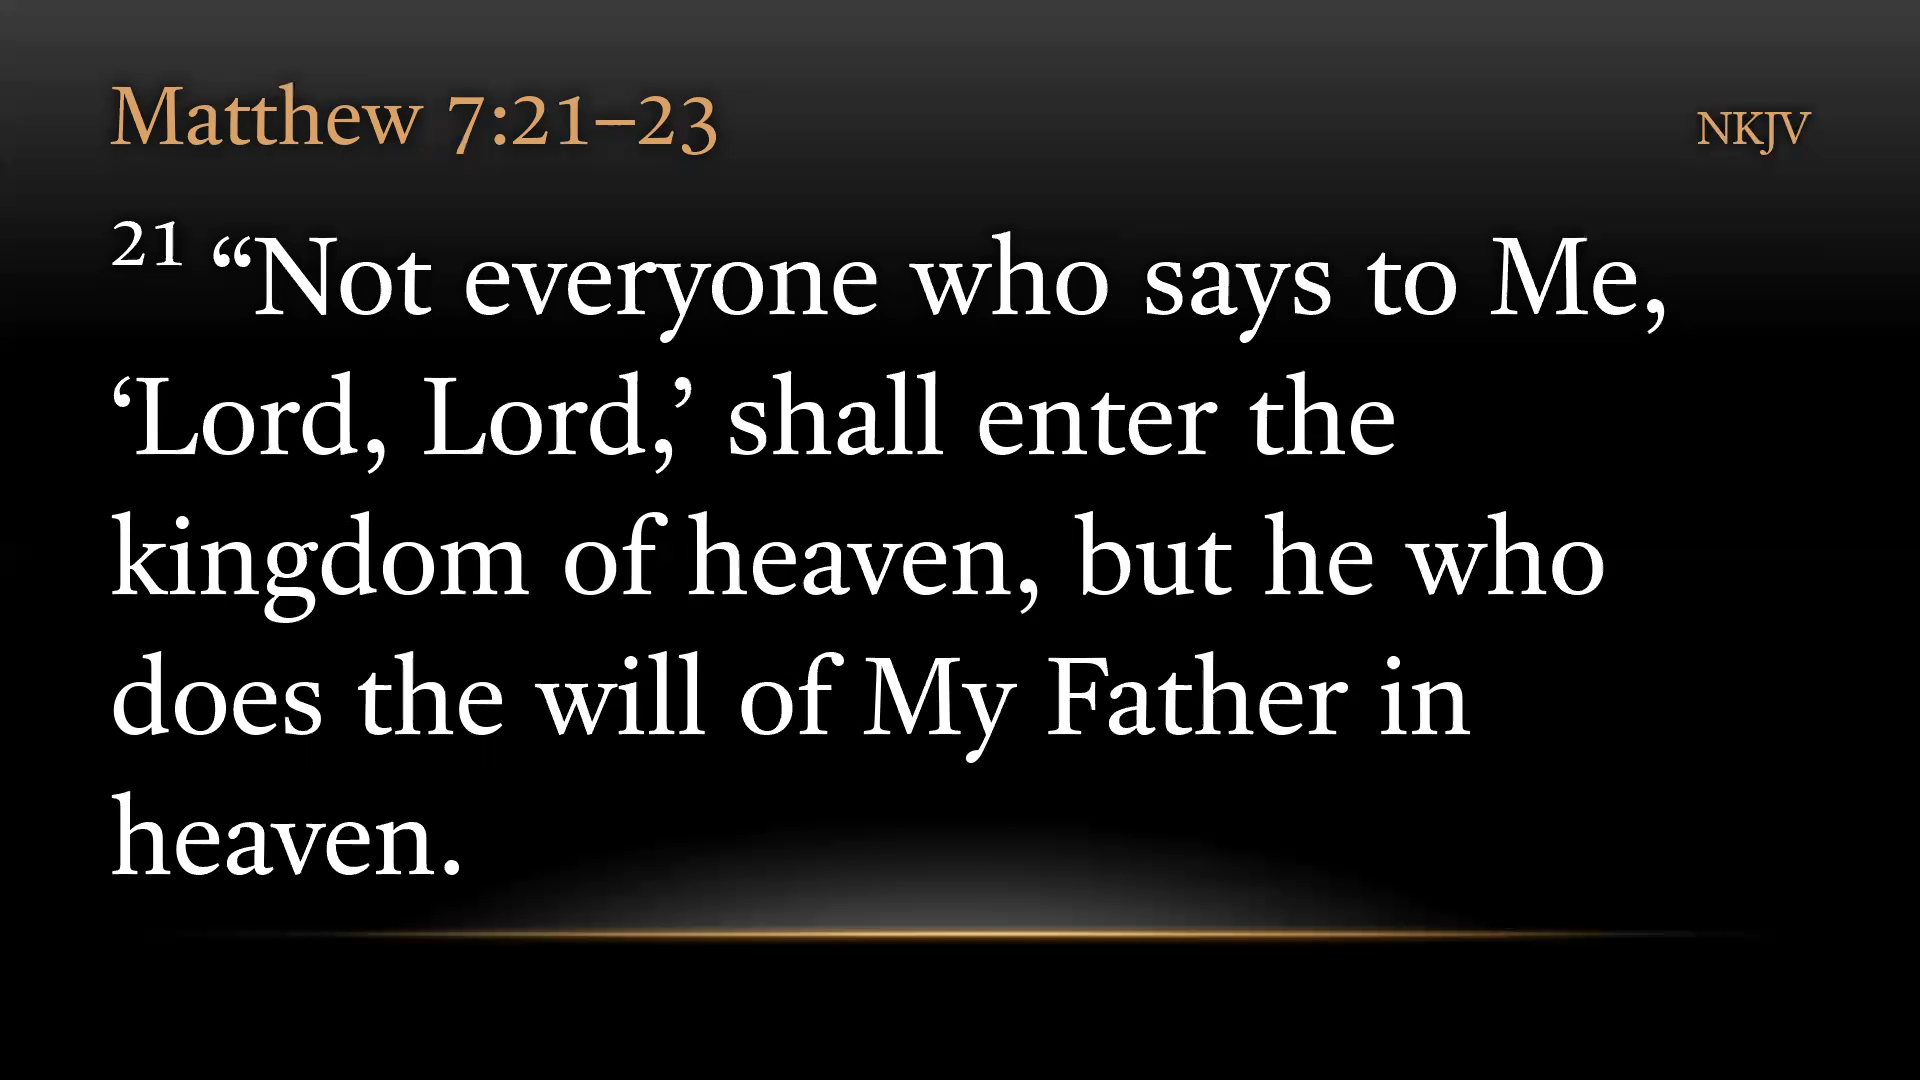 Matthew 7:21–23
NKJV
21 “Not everyone who says to Me,
‘Lord, Lord,’ shall enter the
kingdom of heaven, but he who
does the will of My Father in
heaven.